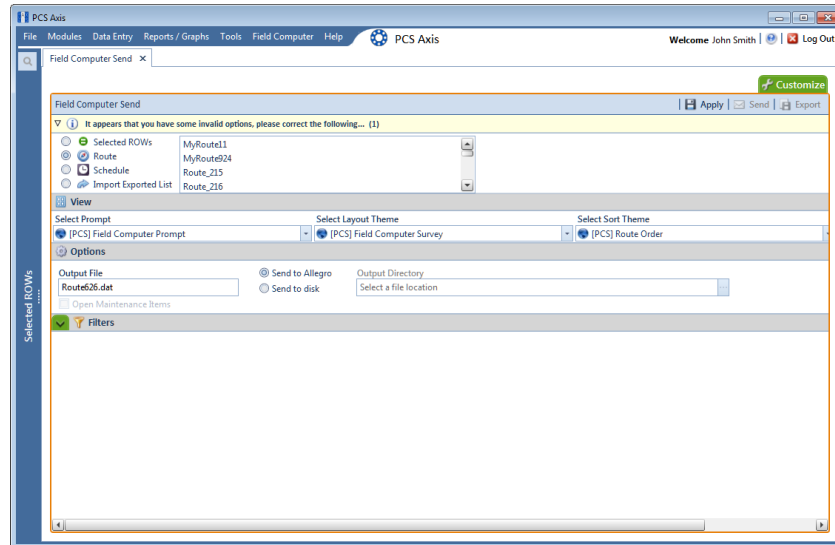 PCS Axis
File Modules Data Entry Reports / Graphs Tools Field Computer Help PCS Axis Welcome John Smith Log Out
Field Computer Send
Customize
Field Computer Send Apply Send Export
It appears that you have some invalid options, please correct the following... (1)
Selected ROWs MyRoute11
Route MyRoute924
Schedule Route_215
Import Exported List Route_216
View
Select Prompt Select Layout Theme Select Sort Theme
[PCS] Field Computer Prompt [PCS] Field Computer Survey [PCS] Route Order
Options
Output File Send to Allegro Output Directory
Route626.dat Send to disk Select a file location
Open Maintenance Items
Filters
Selected ROWs